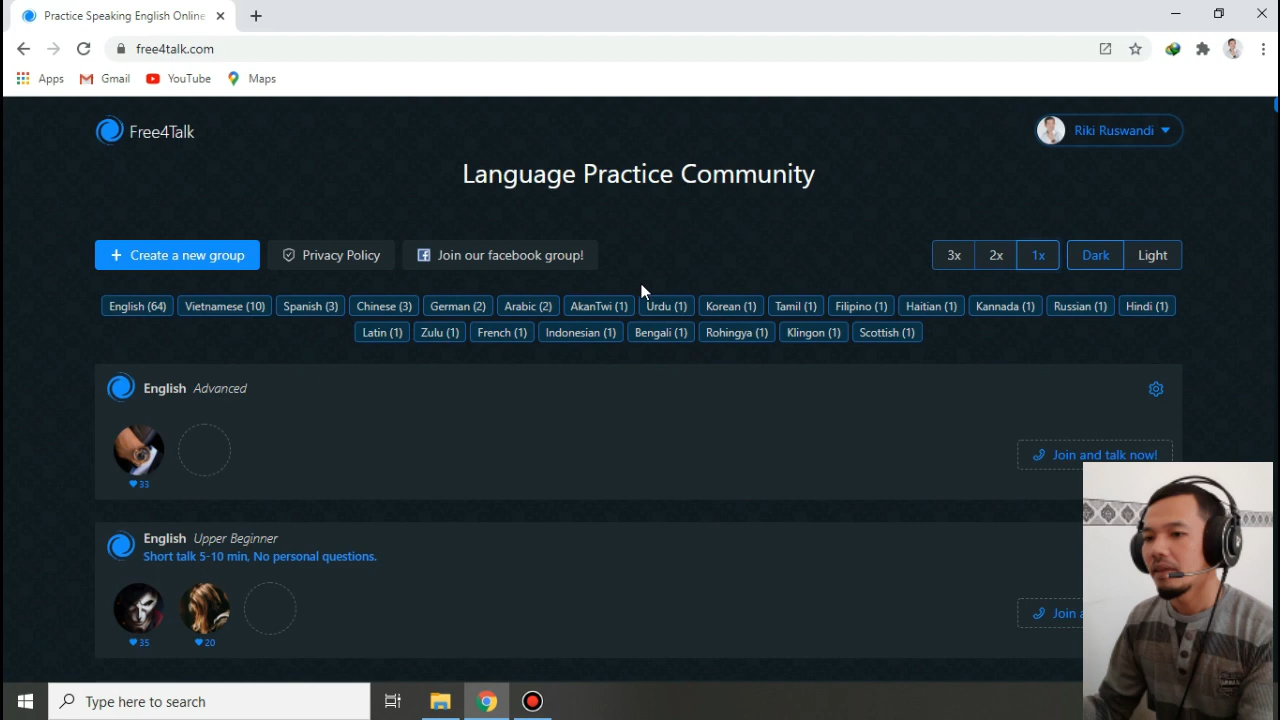 Practice Speaking English Online
free4talk.com
Apps Gmail YouTube Maps
Free4Talk
Riki Ruswandi
Language Practice Community
+ Create a new group
Privacy Policy
Join our facebook group!
3x 2x 1x Dark Light
English (64) Vietnamese (10) Spanish (3) Chinese (3) German (2) Arabic (2) AkanTwi (1) Urdu (1) Korean (1) Tamil (1) Filipino (1) Haitian (1) Kannada (1) Russian (1) Hindi (1)
Latin (1) Zulu (1) French (1) Indonesian (1) Bengali (1) Rohingya (1) Klingon (1) Scottish (1)
English Advanced
33
Join and talk now!
English Upper Beginner
Short talk 5-10 min, No personal questions.
35 20
Join
Type here to search